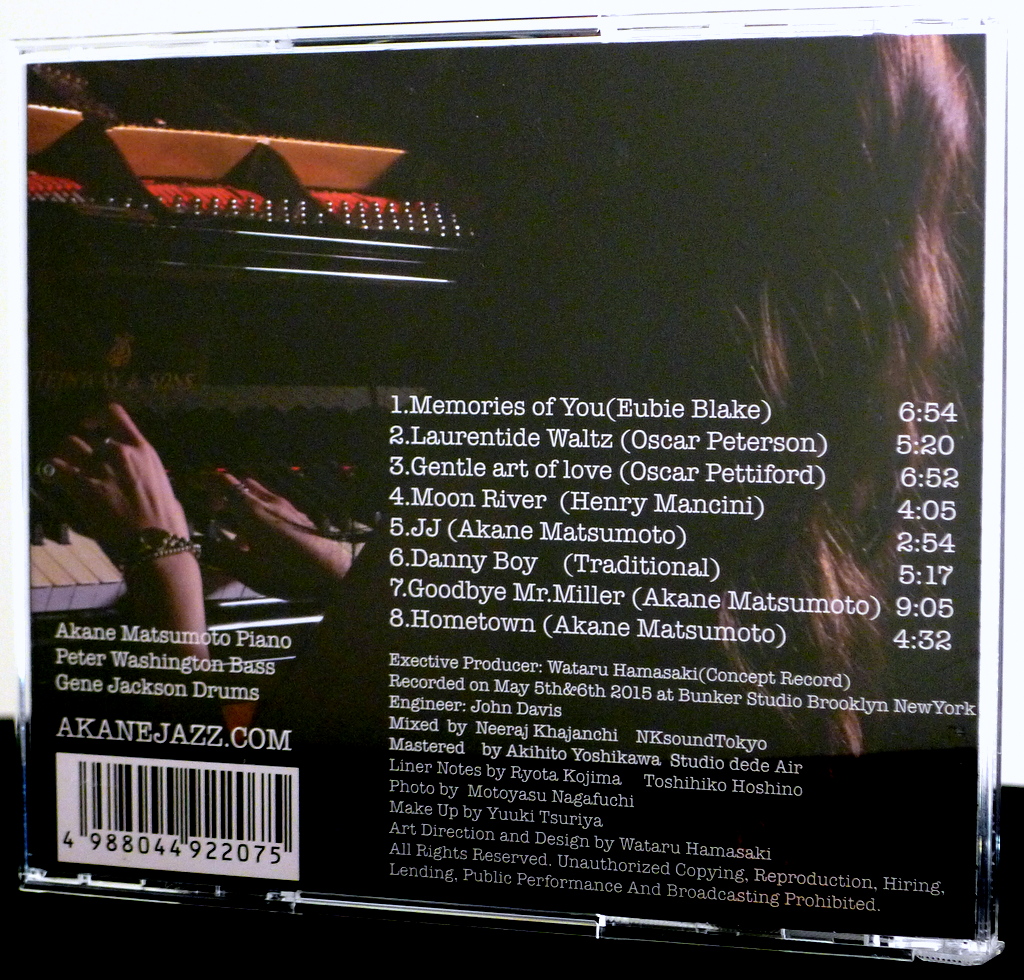 STEINWAY & SONS
1.Memories of You(Eubie Blake) 6:54
2.Laurentide Waltz (Oscar Peterson) 5:20
3.Gentle art of love (Oscar Pettiford) 6:52
4.Moon River (Henry Mancini) 4:05
5.JJ (Akane Matsumoto) 2:54
6.Danny Boy (Traditional) 5:17
7.Goodbye Mr.Miller (Akane Matsumoto) 9:05
8.Hometown (Akane Matsumoto) 4:32
Akane Matsumoto Piano
Peter Washington Bass
Gene Jackson Drums
AKANEJAZZ.COM
4 988044 922075
Exective Producer: Wataru Hamasaki(Concept Record)
Recorded on May 5th&6th 2015 at Bunker Studio Brooklyn NewYork
Engineer: John Davis
Mixed by Neeraj Khajanchi NKsoundTokyo
Mastered by Akihito Yoshikawa Studio dede Air
Liner Notes by Ryota Kojima Toshihiko Hoshino
Photo by Motoyasu Nagafuchi
Make Up by Yuuki Tsuriya
Art Direction and Design by Wataru Hamasaki
All Rights Reserved. Unauthorized Copying, Reproduction, Hiring,
Lending, Public Performance And Broadcasting Prohibited.